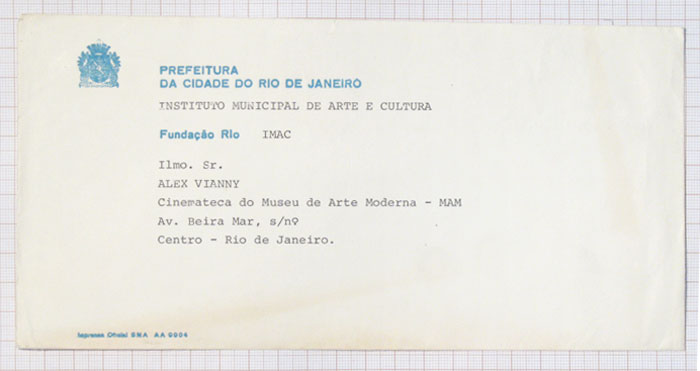 PREFEITURA
DA CIDADE DO RIO DE JANEIRO
INSTITUTO MUNICIPAL DE ARTE E CULTURA
Fundação Rio IMAC
Ilmo. Sr.
ALEX VIANNY
Cinemateca do Museu de Arte Moderna - MAM
Av. Beira Mar, s/nº
Centro - Rio de Janeiro.
Imprensa Oficial SMA AA 0004